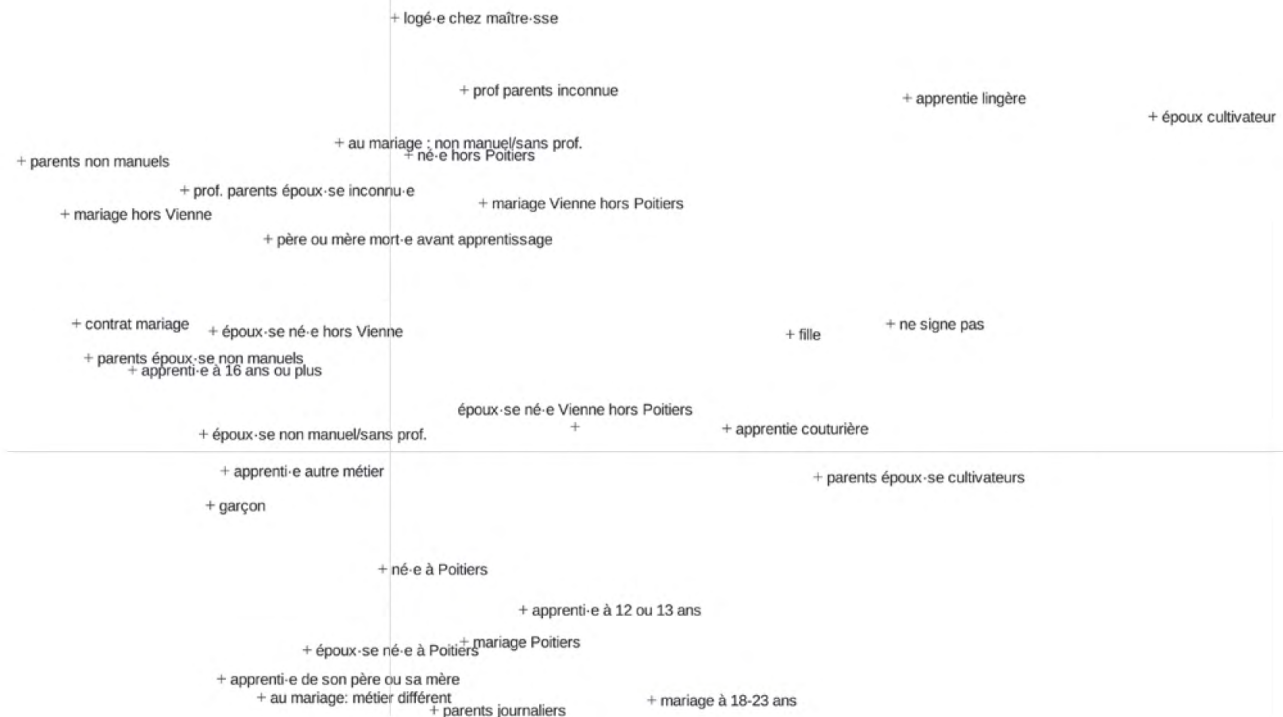 + logé·e chez maître·sse
+ prof parents inconnue
+ apprentie lingère
+ époux cultivateur
+ au mariage : non manuel/sans prof.
+ né·e hors Poitiers
+ parents non manuels
+ prof. parents époux·se inconnu·e
+ mariage Vienne hors Poitiers
+ mariage hors Vienne
+ père ou mère mort·e avant apprentissage
+ contrat mariage
+ époux·se né·e hors Vienne
+ ne signe pas
+ fille
+ parents époux·se non manuels
+ apprenti·e à 16 ans ou plus
époux·se né·e Vienne hors Poitiers
+
+ apprentie couturière
+ époux·se non manuel/sans prof.
+ apprenti·e autre métier
+ parents époux·se cultivateurs
+ garçon
+ né·e à Poitiers
+ apprenti·e à 12 ou 13 ans
+ mariage Poitiers
+ époux·se né·e à Poitiers
+ apprenti·e de son père ou sa mère
+ au mariage: métier différent
+ mariage à 18-23 ans
+ parents journaliers